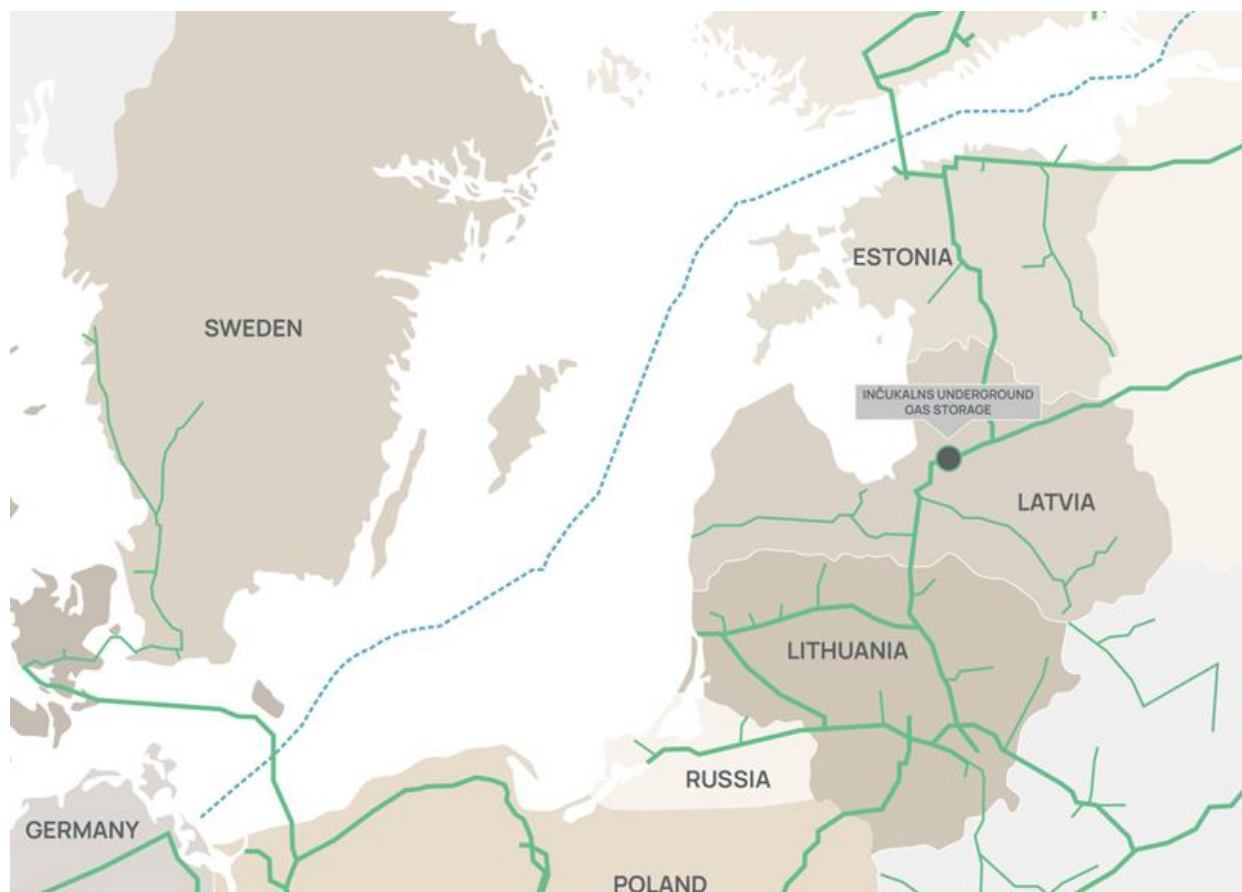 ESTONIA
SWEDEN
INČUKALNS UNDERGROUND
GAS STORAGE
LATVIA
LITHUANIA
RUSSIA
GERMANY
POLAND